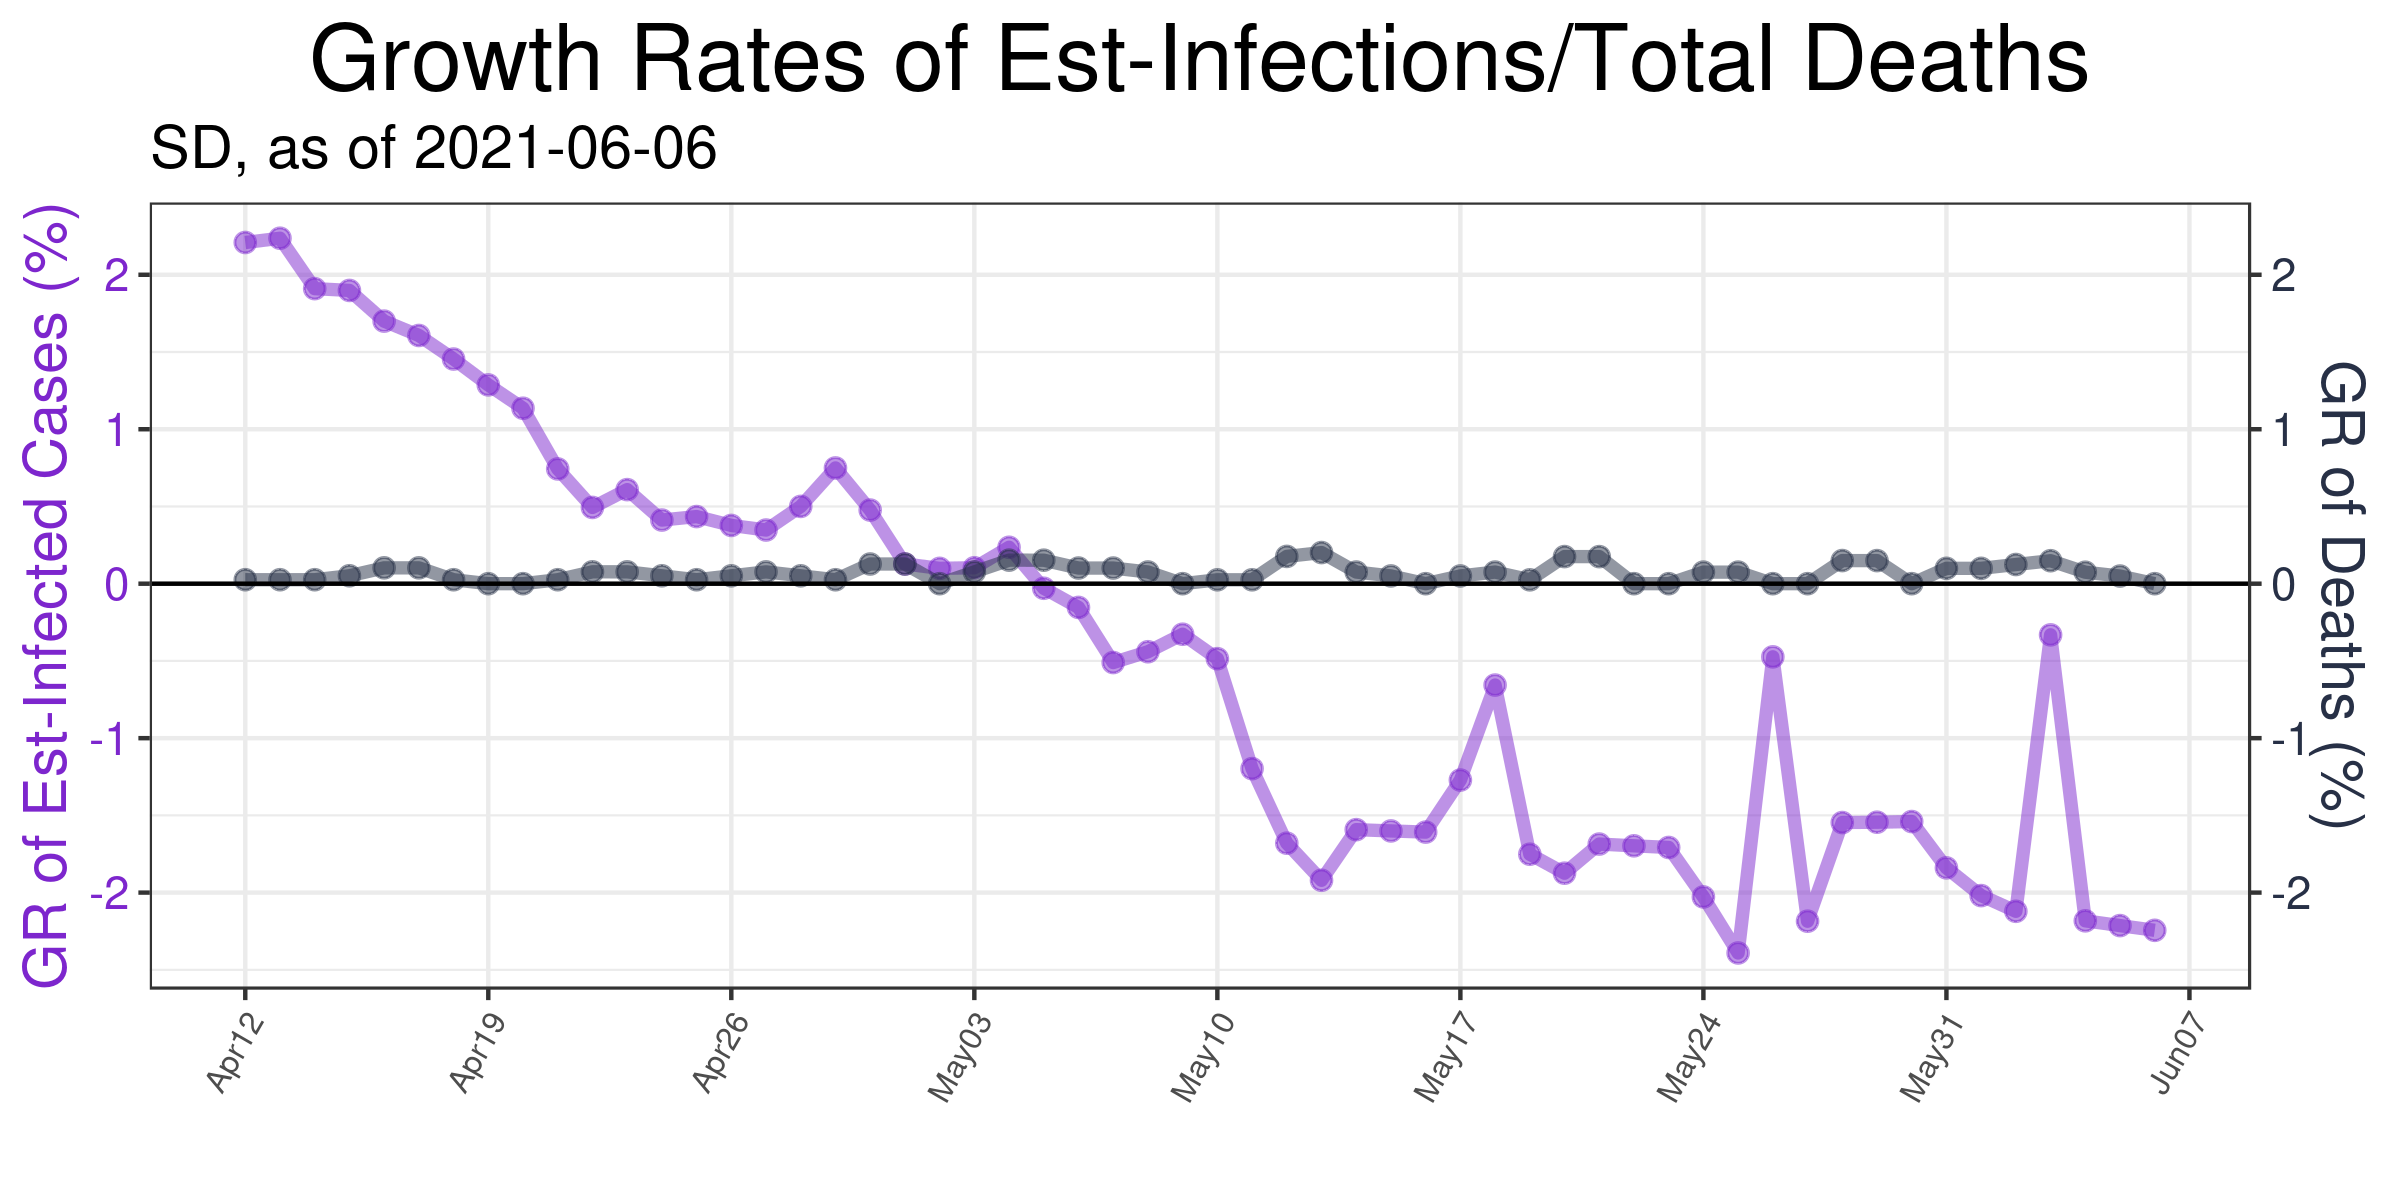 Growth Rates of Est-Infections/Total Deaths
SD, as of 2021-06-06
GR of Est-Infected Cases (%)
2
1
0
-1
-2
2
1
0
-1
-2
GR of Deaths (%)
Apr12
Apr19
Apr26
May03
May10
May17
May24
May31
Jun07